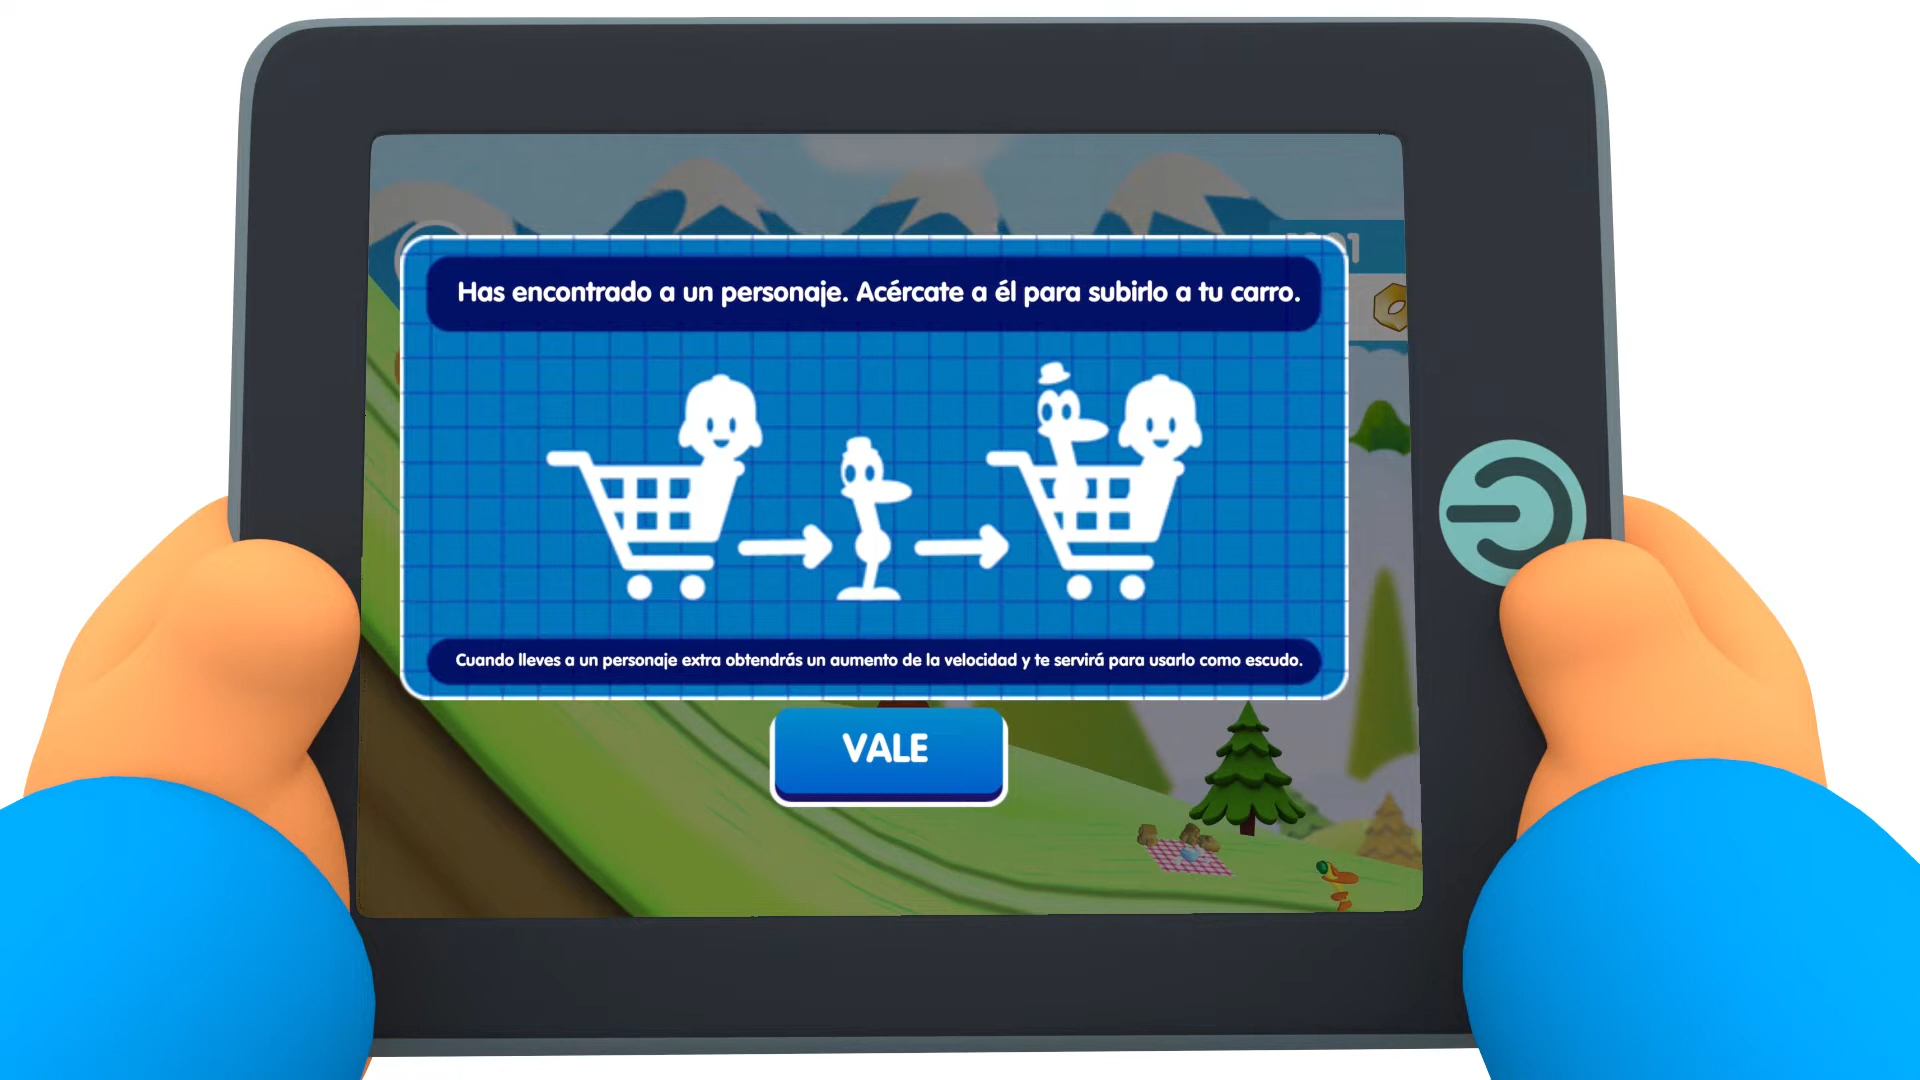 Has encontrado a un personaje. Acércate a él para subirlo a tu carro.
Cuando lleves a un personaje extra obtendrás un aumento de la velocidad y te servirá para usarlo como escudo.
VALE